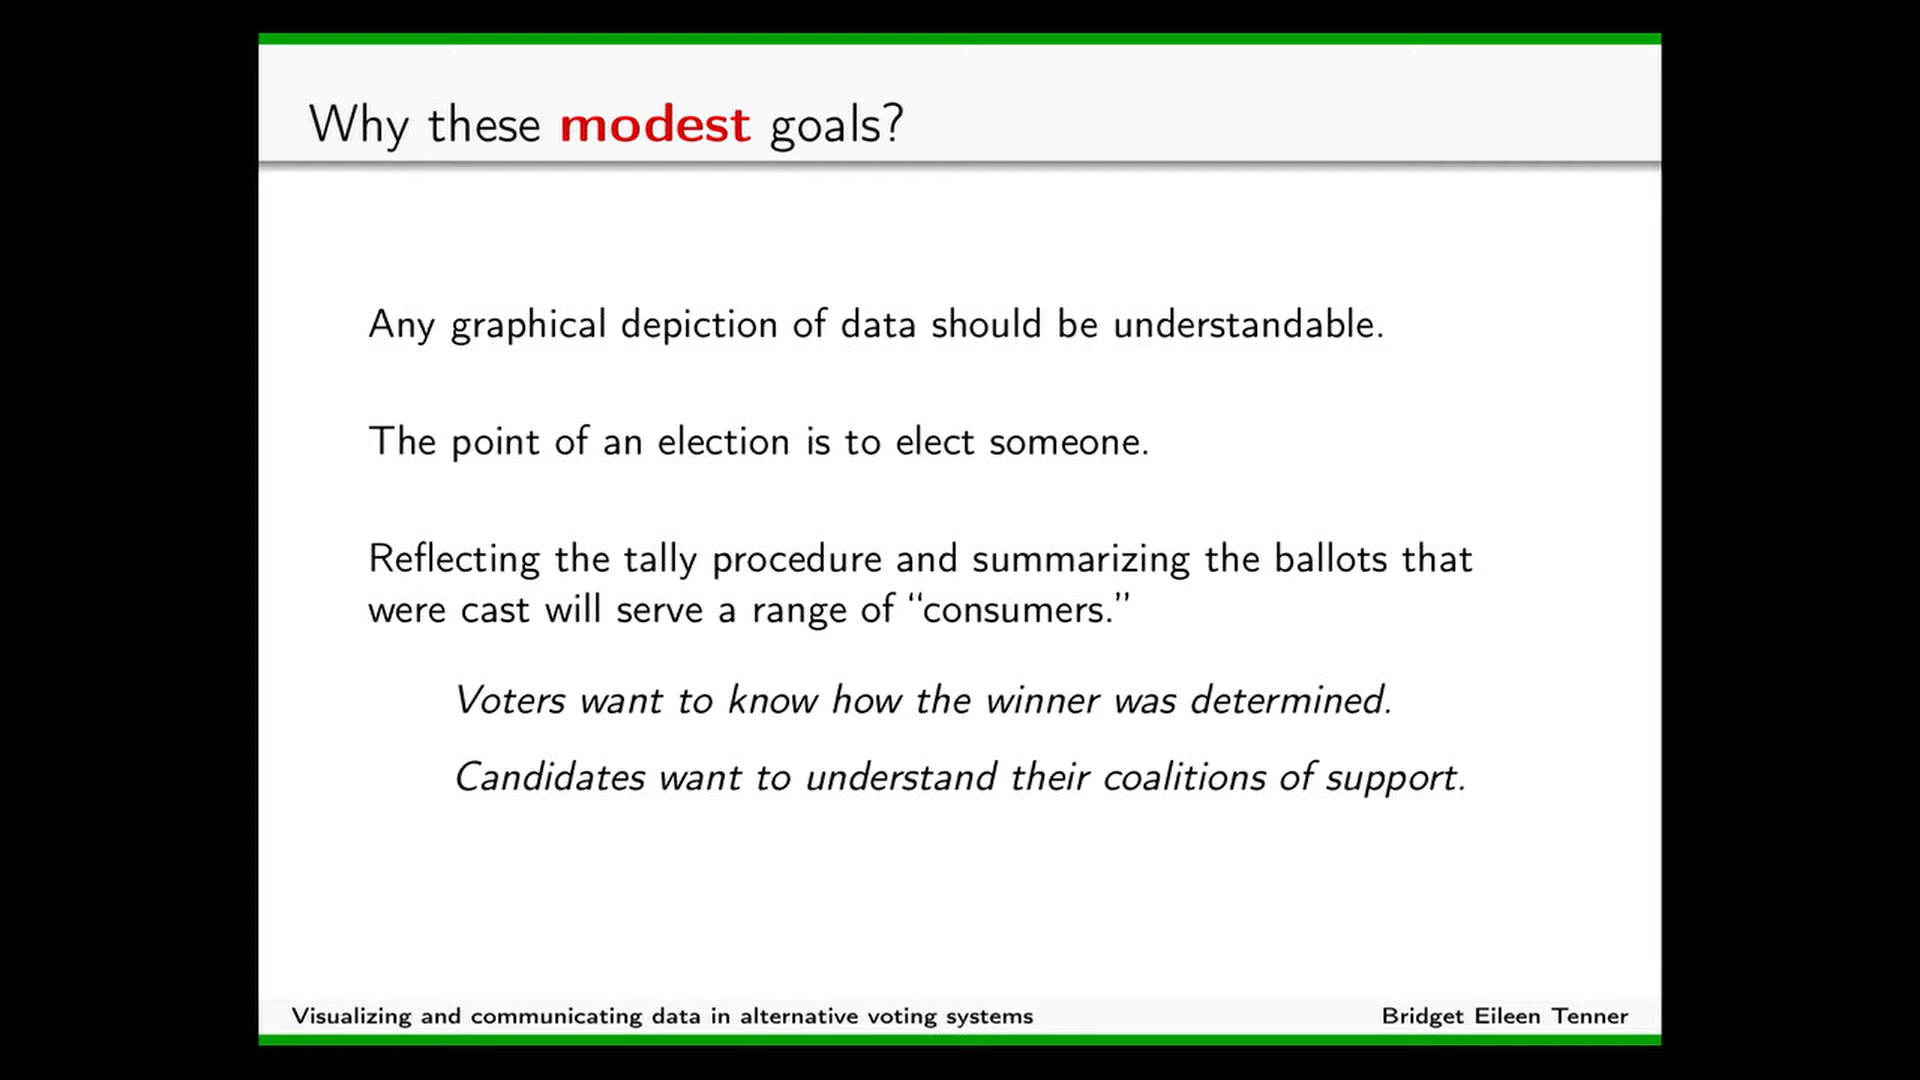 Why these modest goals?
Any graphical depiction of data should be understandable.
The point of an election is to elect someone.
Reflecting the tally procedure and summarizing the ballots that
were cast will serve a range of “consumers.”
Voters want to know how the winner was determined.
Candidates want to understand their coalitions of support.
Visualizing and communicating data in alternative voting systems
Bridget Eileen Tenner